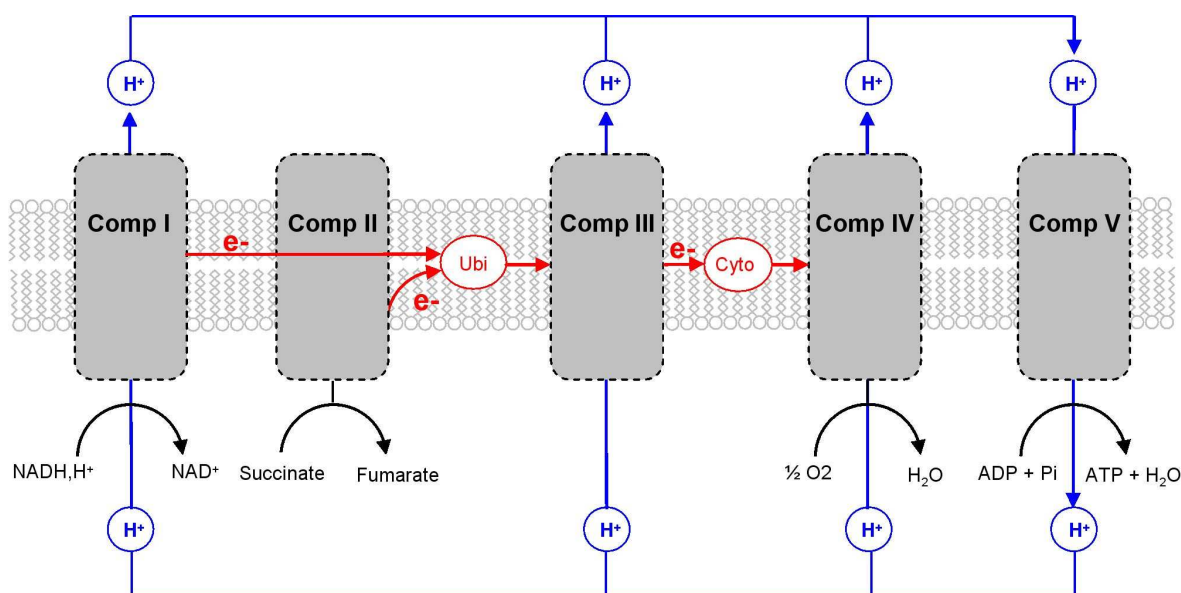 H⁺ H⁺ H⁺ H⁺
Comp I Comp II Comp III Comp IV Comp V
e- e-
Ubi Cyto
e-
NADH,H⁺ NAD⁺ Succinate Fumarate ½ O2 H₂O ADP + Pi ATP + H₂O
H⁺ H⁺ H⁺ H⁺